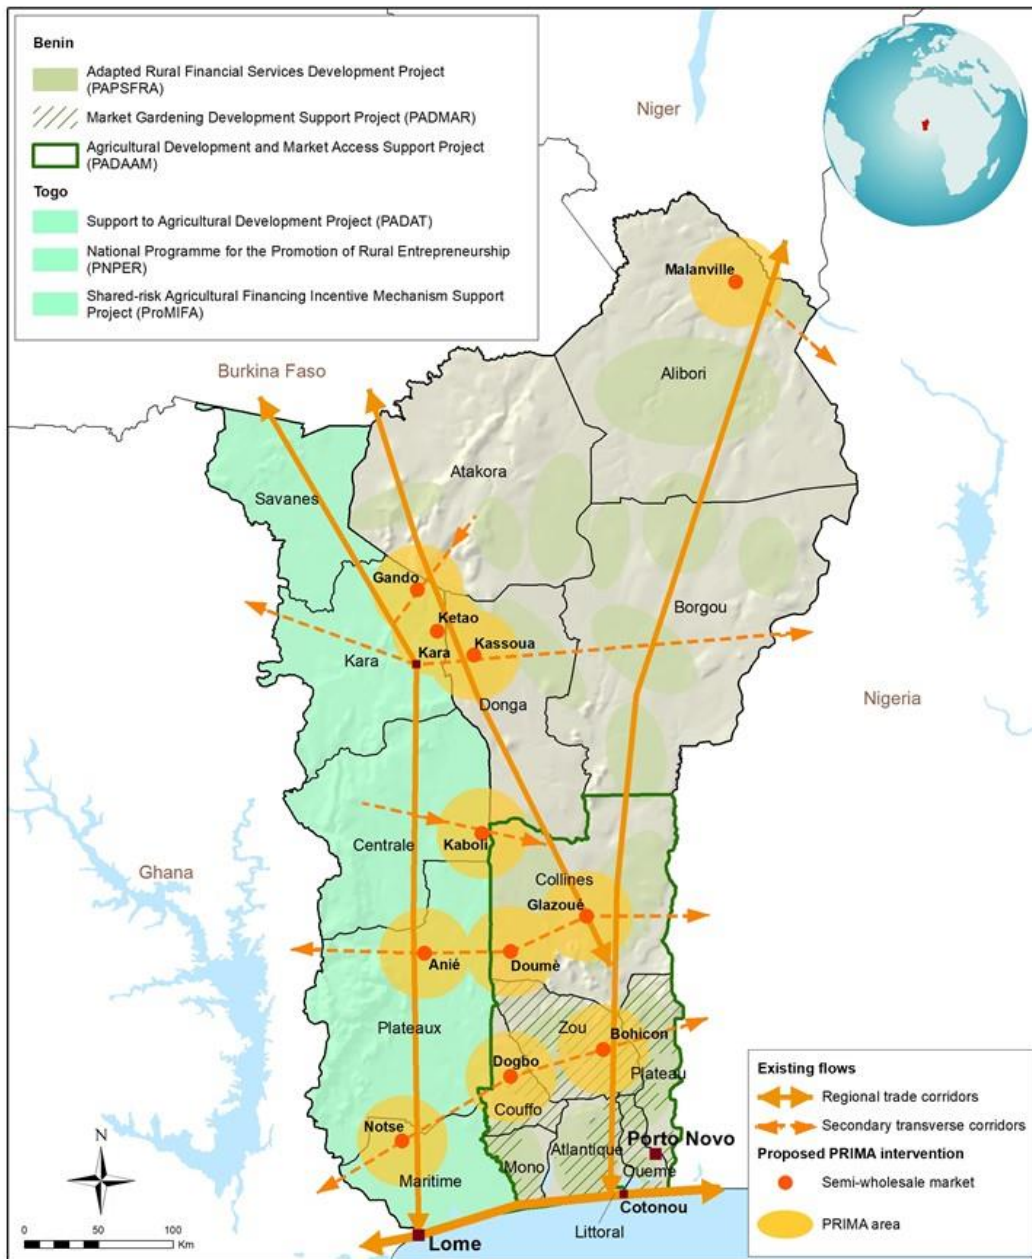 Benin
Adapted Rural Financial Services Development Project
(PAPSFRA)
Market Gardening Development Support Project (PADMAR)
Agricultural Development and Market Access Support Project
(PADAAM)
Togo
Support to Agricultural Development Project (PADAT)
National Programme for the Promotion of Rural Entrepreneurship
(PNPER)
Shared-risk Agricultural Financing Incentive Mechanism Support
Project (ProMIFA)
Niger
Malanville
Burkina Faso
Alibori
Atakora
Savanes
Gando
Borgou
Ketao
Kassoua
Kara
Kara
Donga
Nigeria
Centrale
Kaboli
Ghana
Collines
Glazoué
Anié
Doumè
Plateaux
Zou
Bohicon
Dogbo
Plateau
Couffo
Notse
Atlantique
Porto Novo
Mono
Oueme
Maritime
Cotonou
Littoral
Lome
N
0 50 100
Km
Existing flows
Regional trade corridors
Secondary transverse corridors
Proposed PRIMA intervention
Semi-wholesale market
PRIMA area